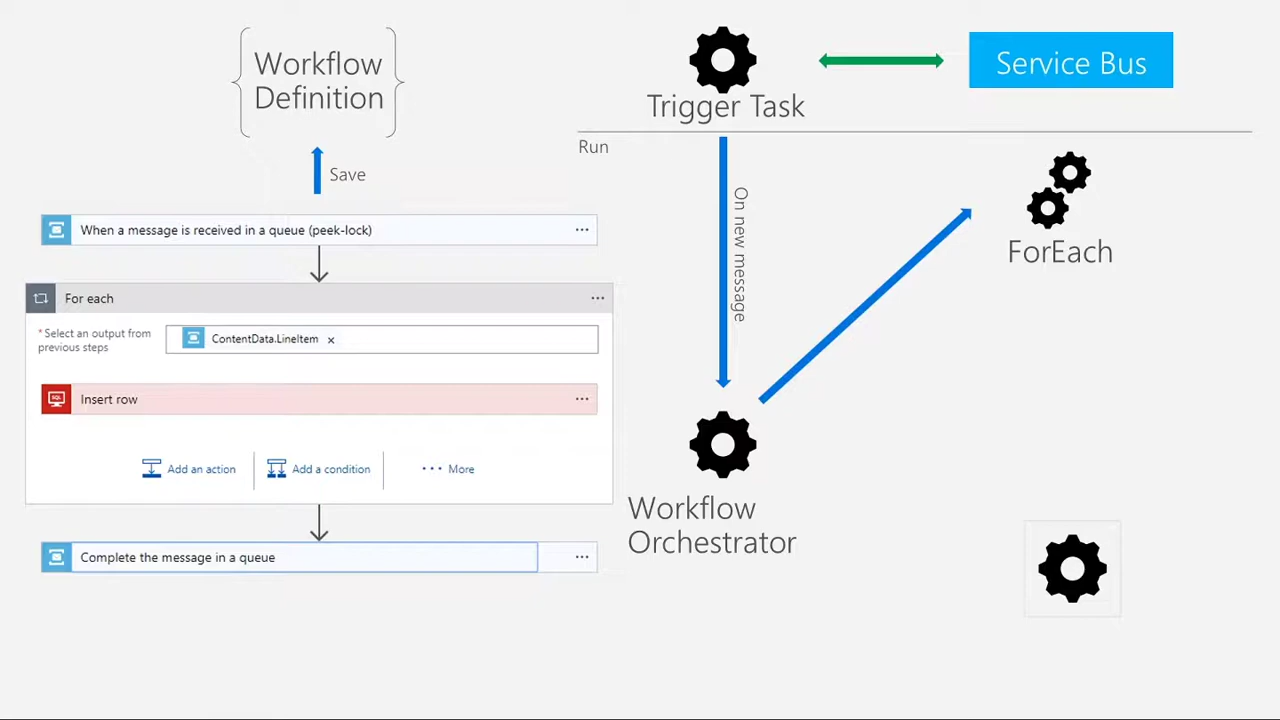 Workflow
Definition
Save
When a message is received in a queue (peek-lock)
...
For each
...
* Select an output from
previous steps
ContentData.LineItem ×
SQL
Insert row
...
Add an action
Add a condition
... More
Complete the message in a queue
...
Trigger Task
Service Bus
Run
On new message
ForEach
Workflow
Orchestrator